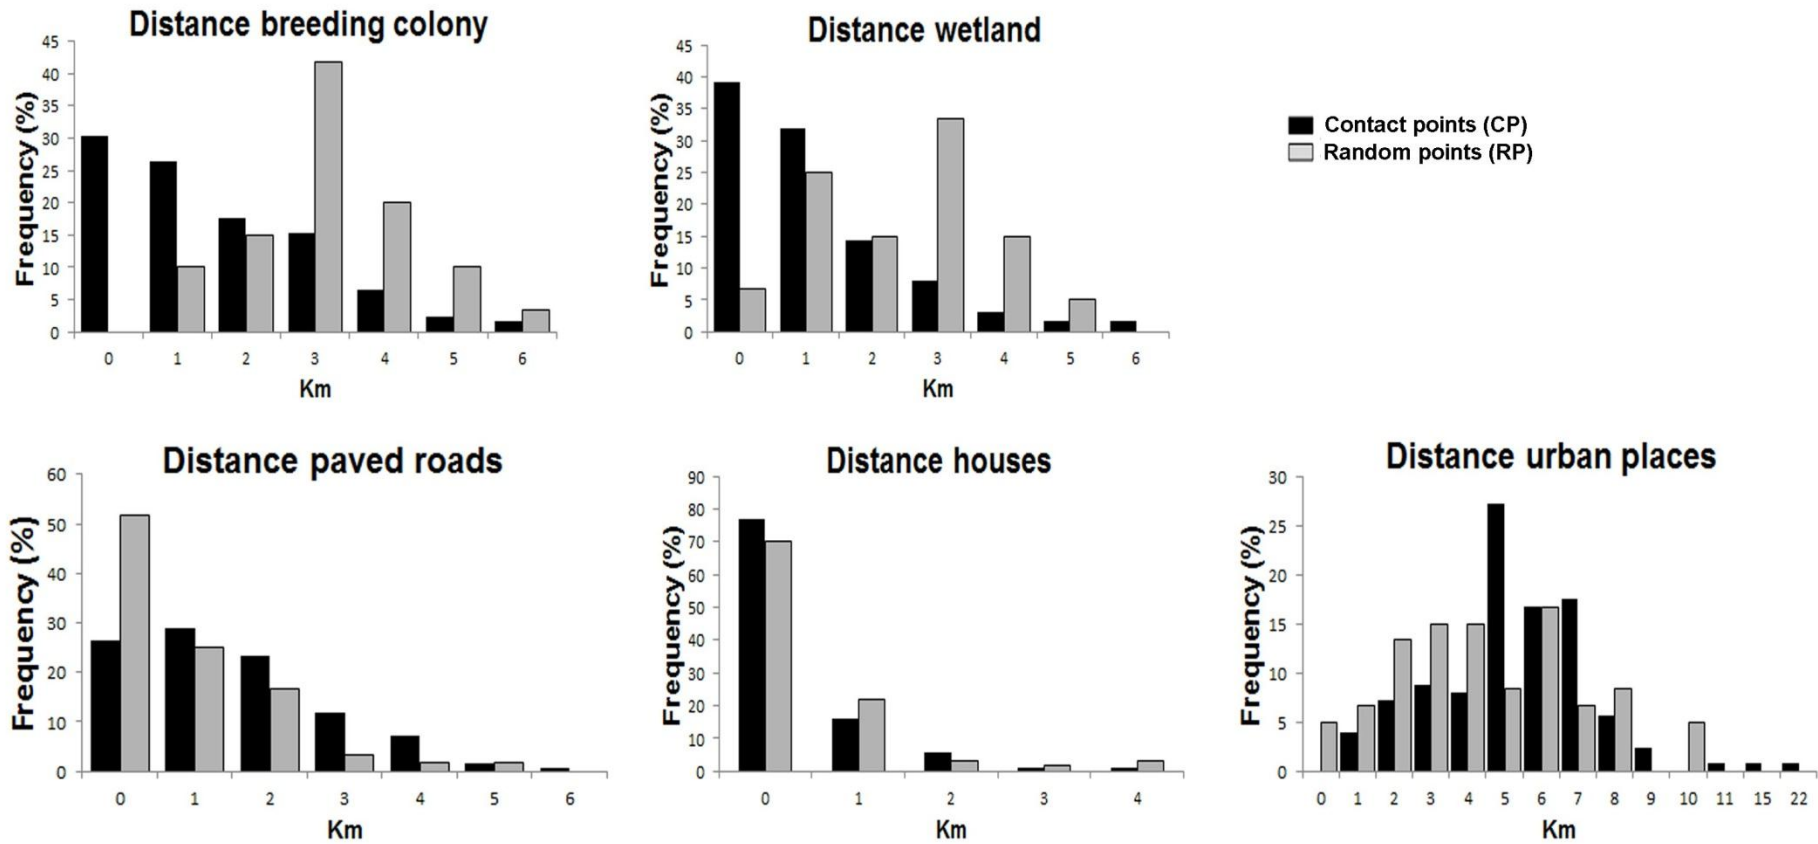 Distance breeding colony
Frequency (%)
45
40
35
30
25
20
15
10
5
0
0 1 2 3 4 5 6
Km
Distance wetland
Frequency (%)
45
40
35
30
25
20
15
10
5
0
0 1 2 3 4 5 6
Km
Contact points (CP)
Random points (RP)
Distance paved roads
Frequency (%)
60
50
40
30
20
10
0
0 1 2 3 4 5 6
Km
Distance houses
Frequency (%)
90
80
70
60
50
40
30
20
10
0
0 1 2 3 4
Km
Distance urban places
Frequency (%)
30
25
20
15
10
5
0
0 1 2 3 4 5 6 7 8 9 10 11 15 22
Km